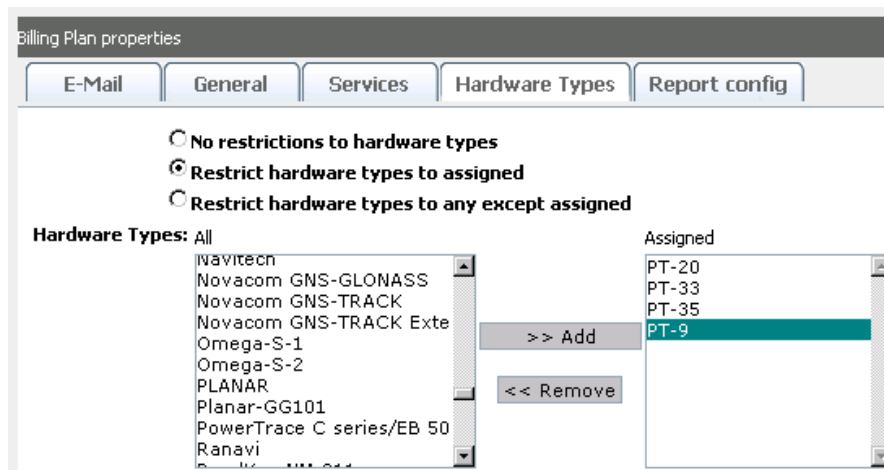 Billing Plan properties
E-Mail General Services Hardware Types Report config
No restrictions to hardware types
Restrict hardware types to assigned
Restrict hardware types to any except assigned
Hardware Types: All Assigned
Navitech
Novacom GNS-GLONASS
Novacom GNS-TRACK
Novacom GNS-TRACK Exte
Omega-S-1
Omega-S-2
PLANAR
Planar-GG101
PowerTrace C series/EB 50
Ranavi
>> Add
<< Remove
PT-20
PT-33
PT-35
PT-9